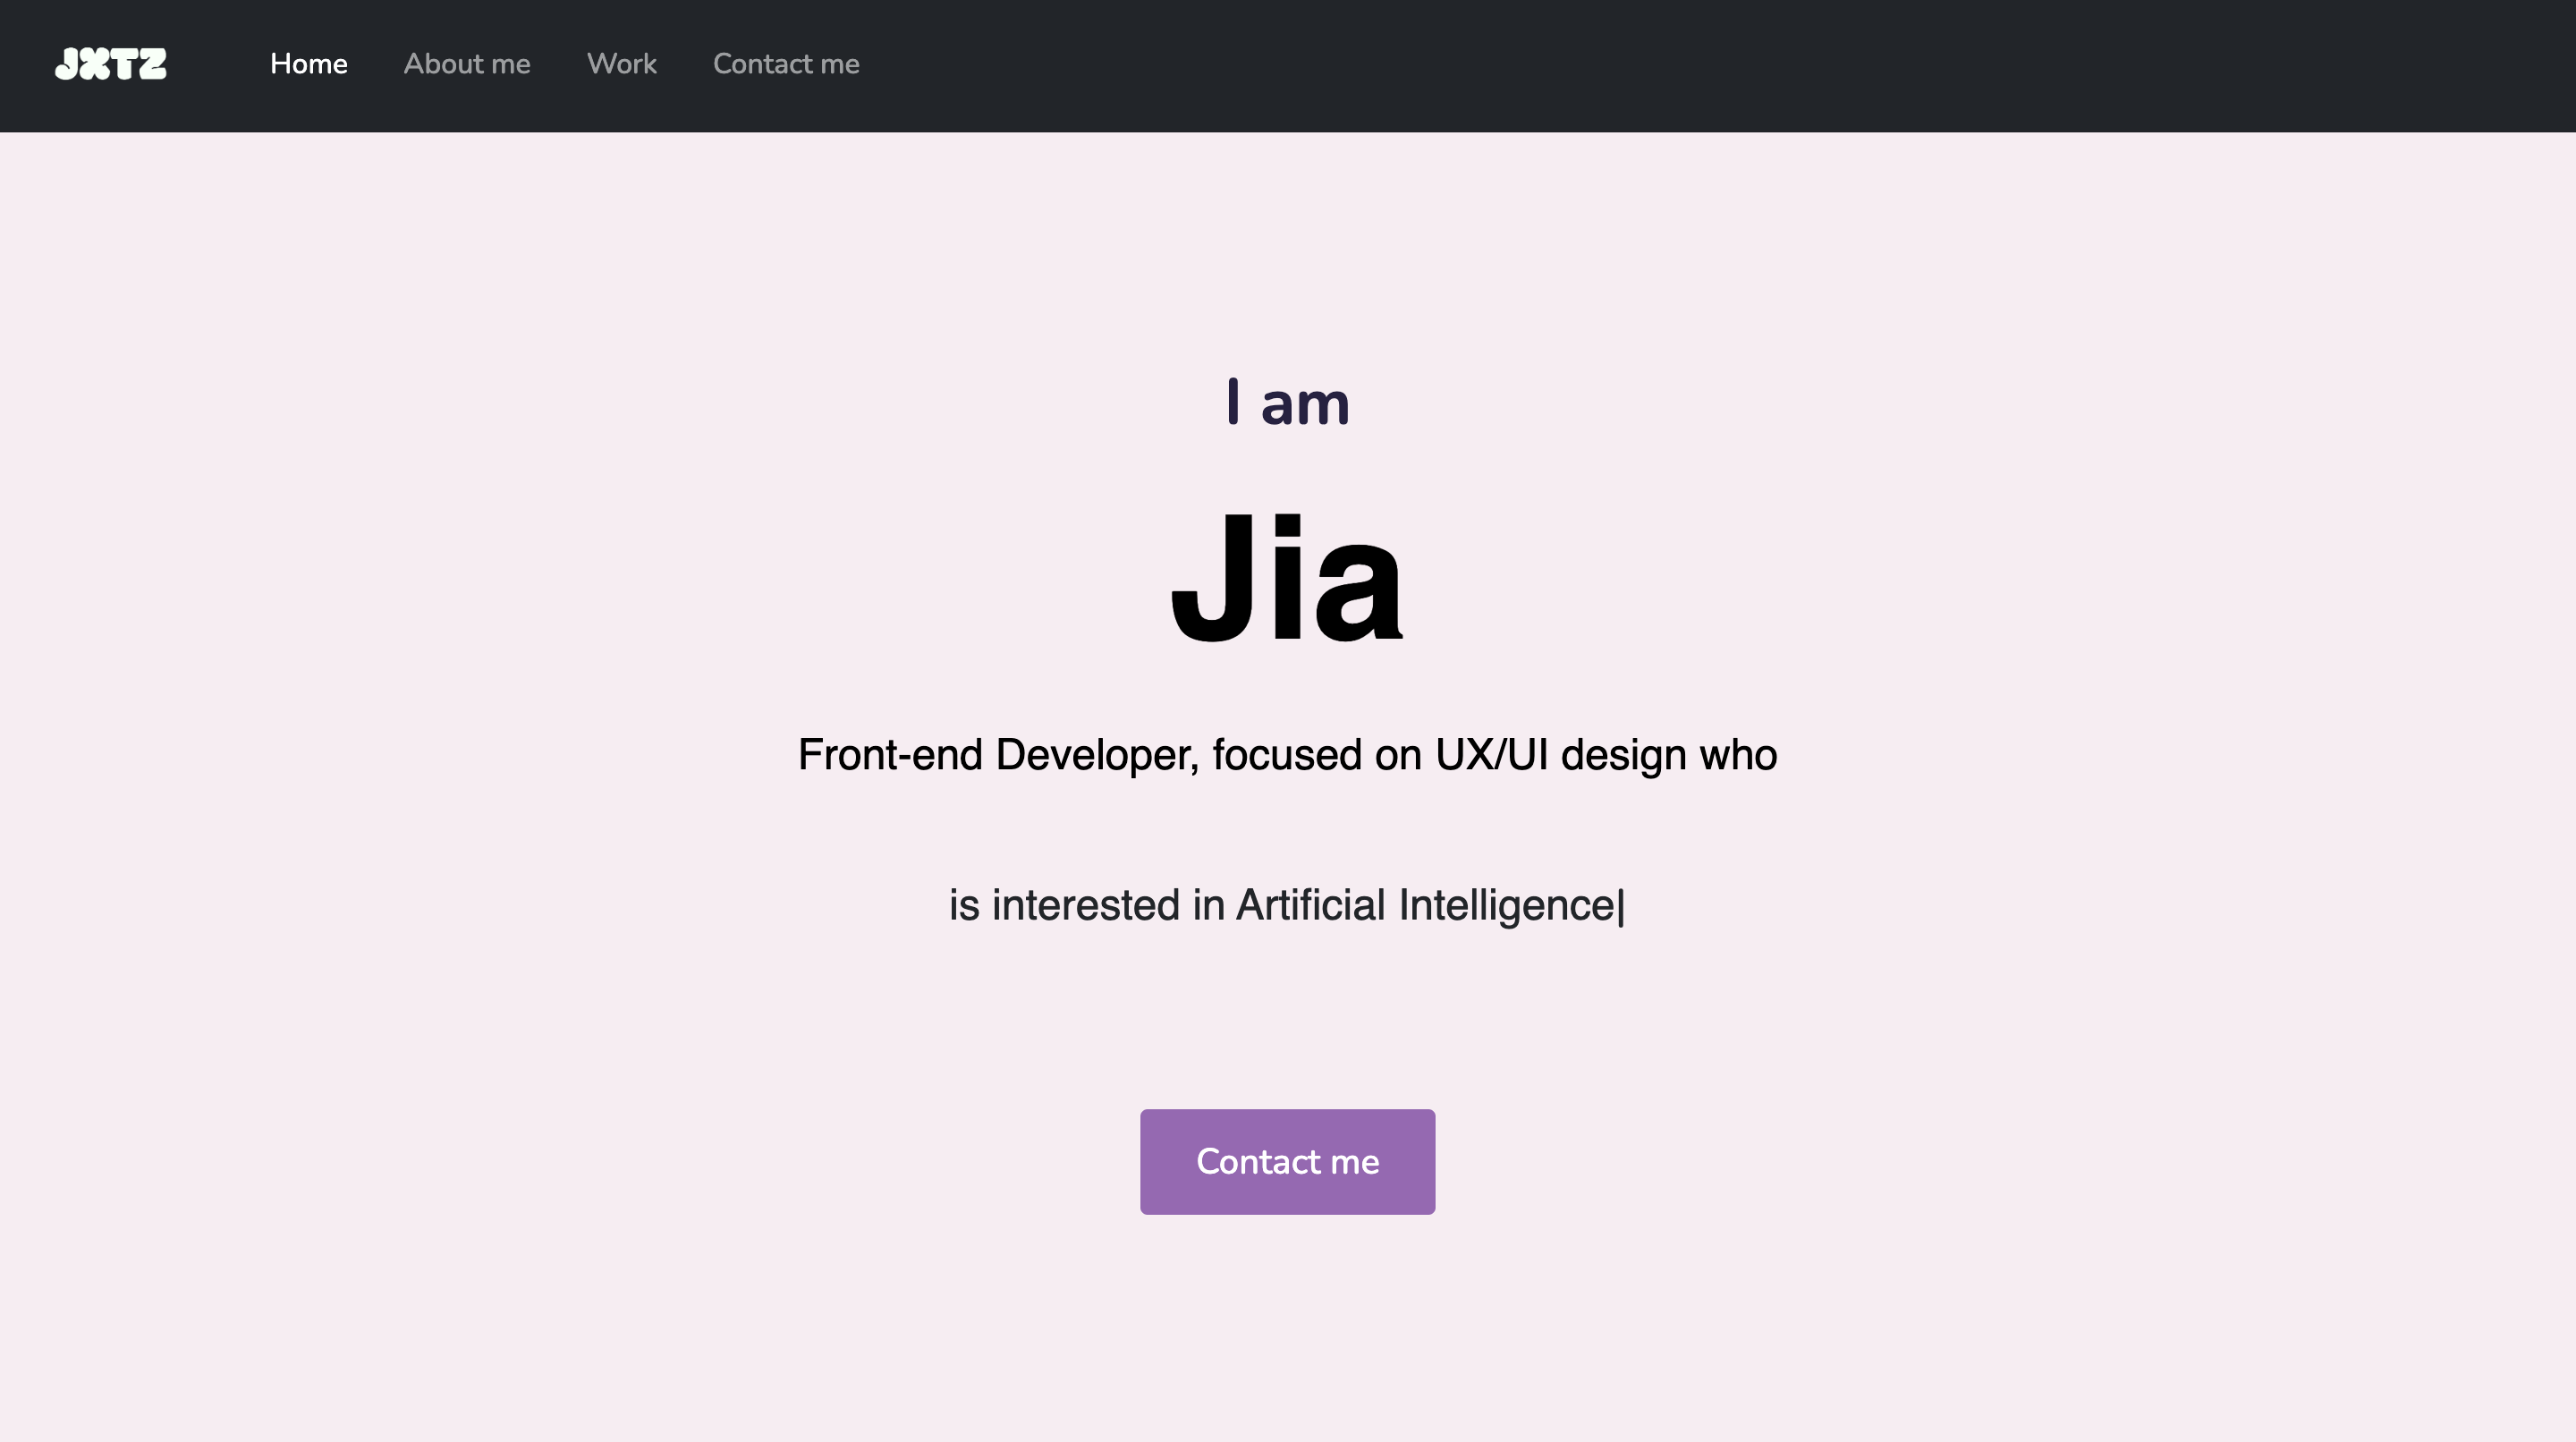 JXTZ Home About me Work Contact me
I am
Jia
Front-end Developer, focused on UX/UI design who
is interested in Artificial Intelligence|
Contact me